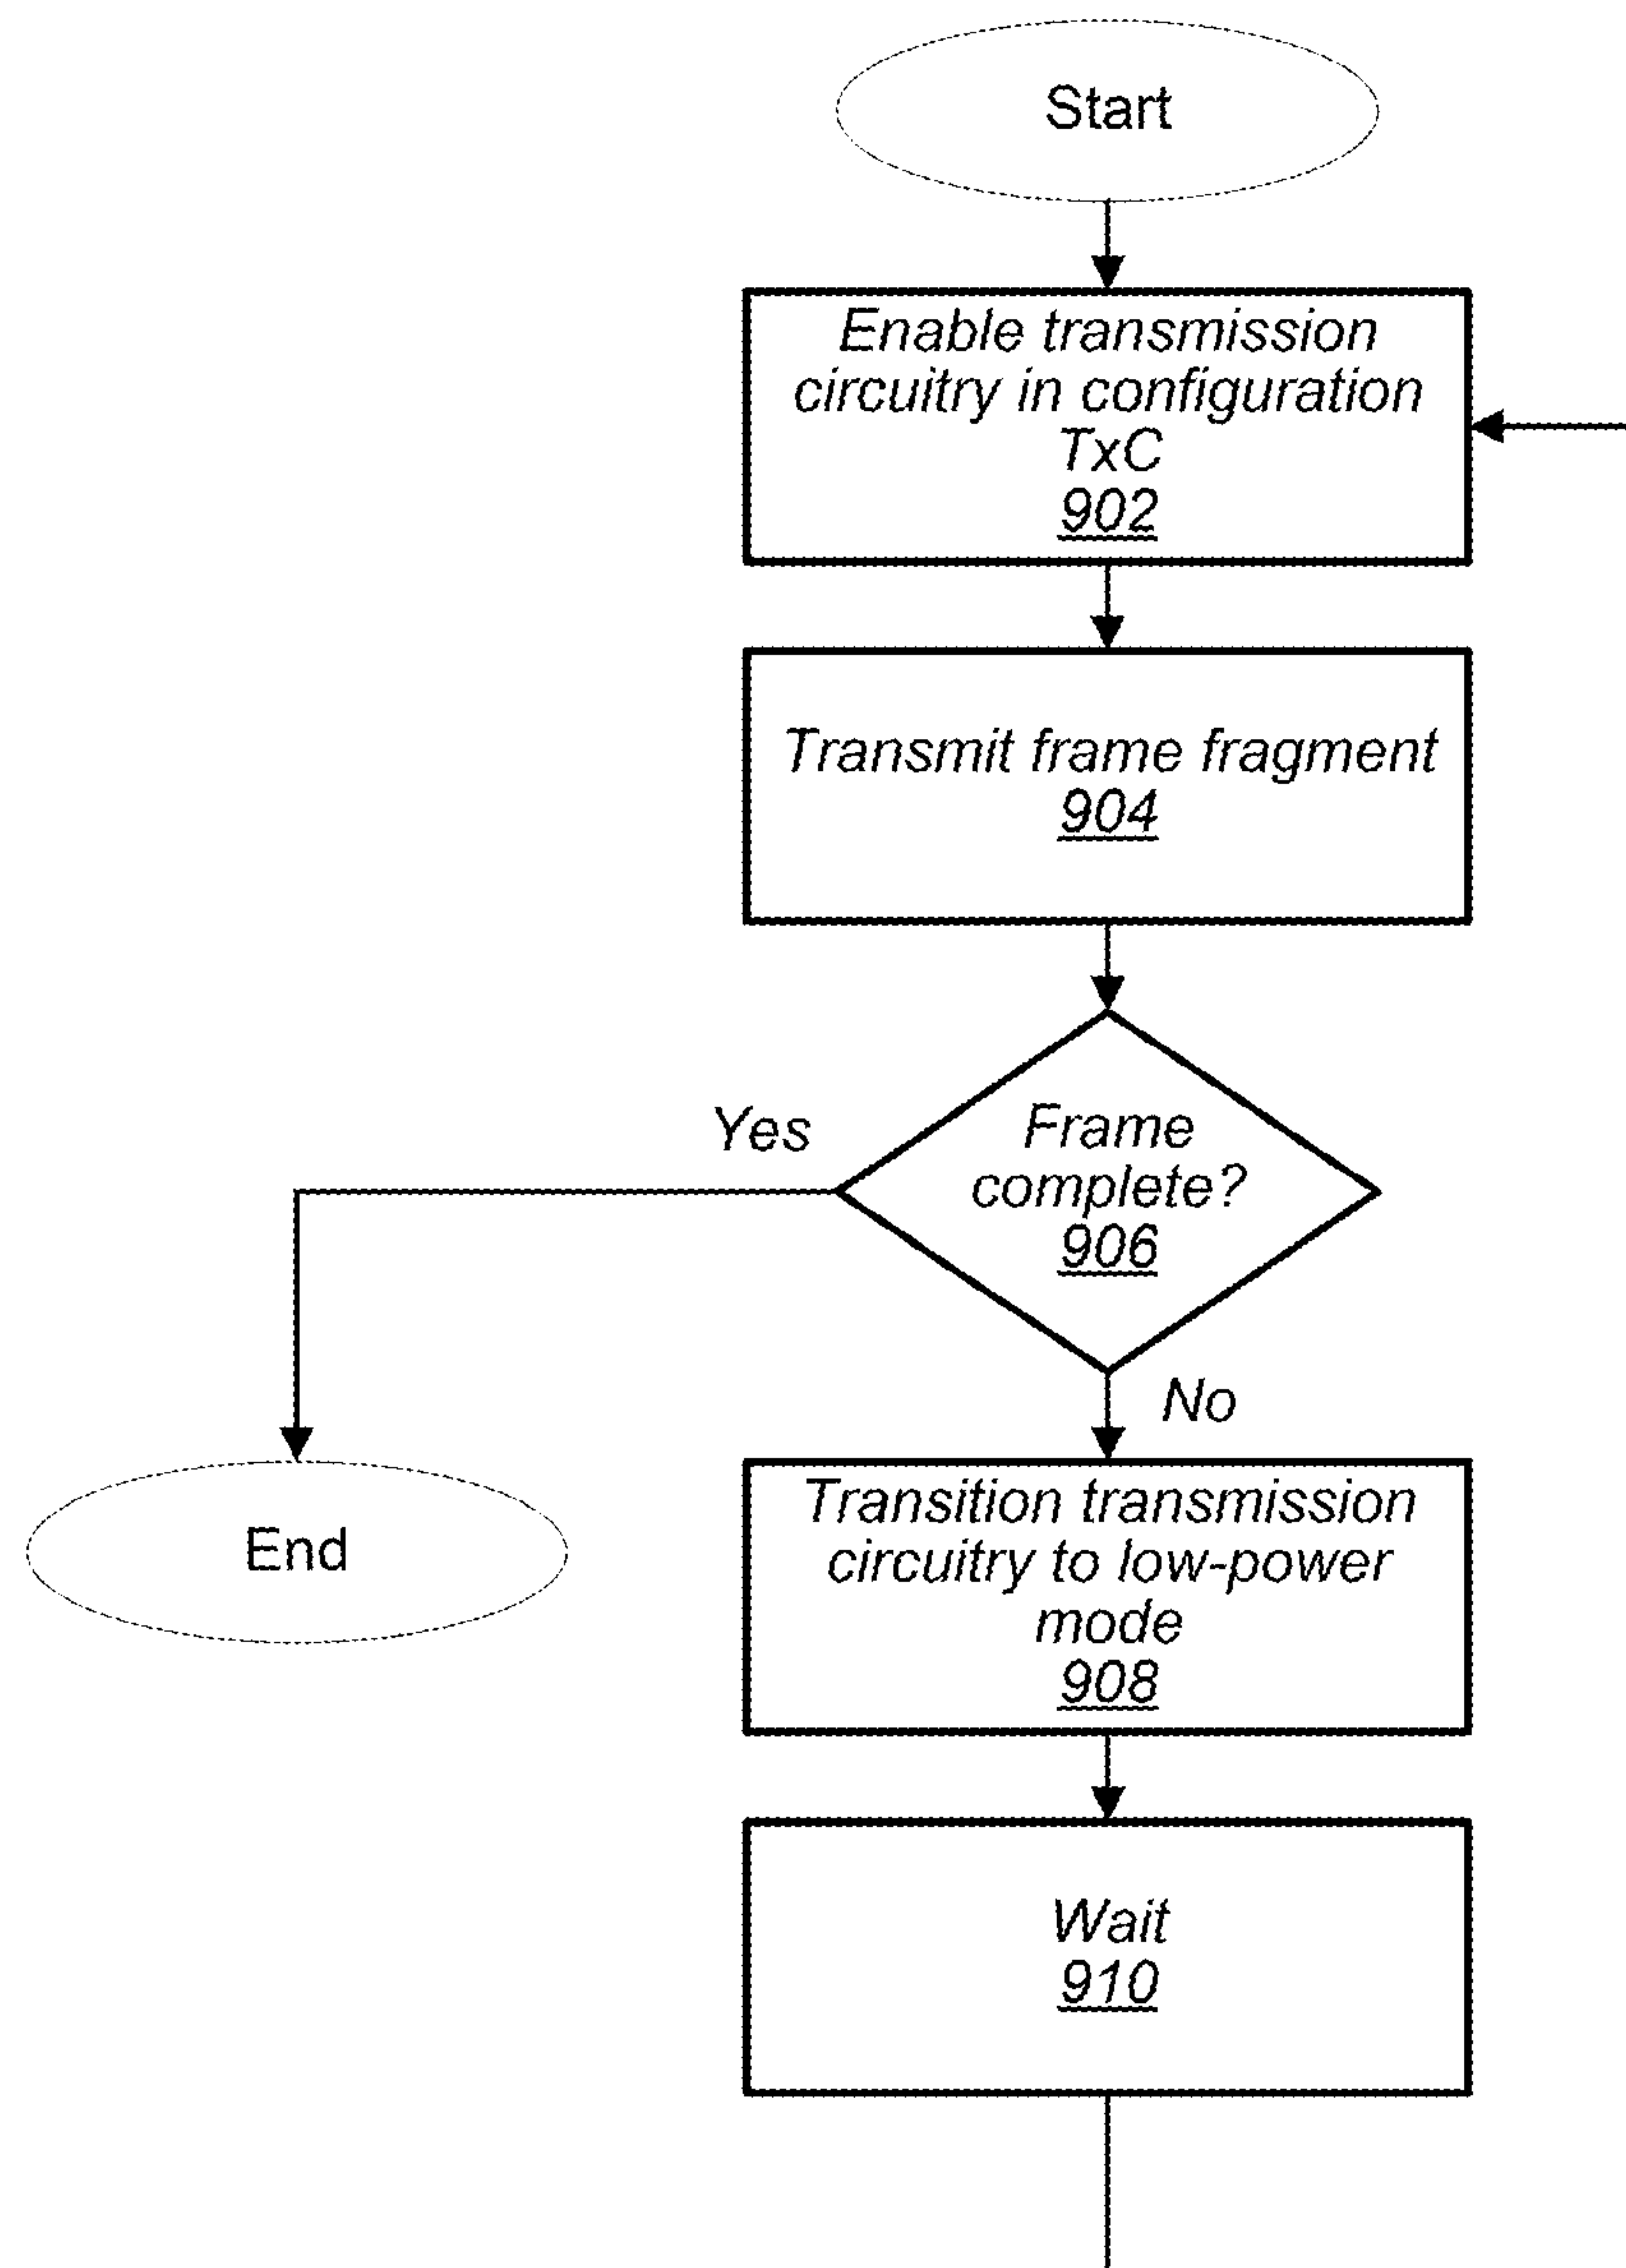 Start
Enable transmission
circuitry in configuration
TxC
902
Transmit frame fragment
904
Yes
Frame
complete?
906
No
End
Transition transmission
circuitry to low-power
mode
908
Wait
910